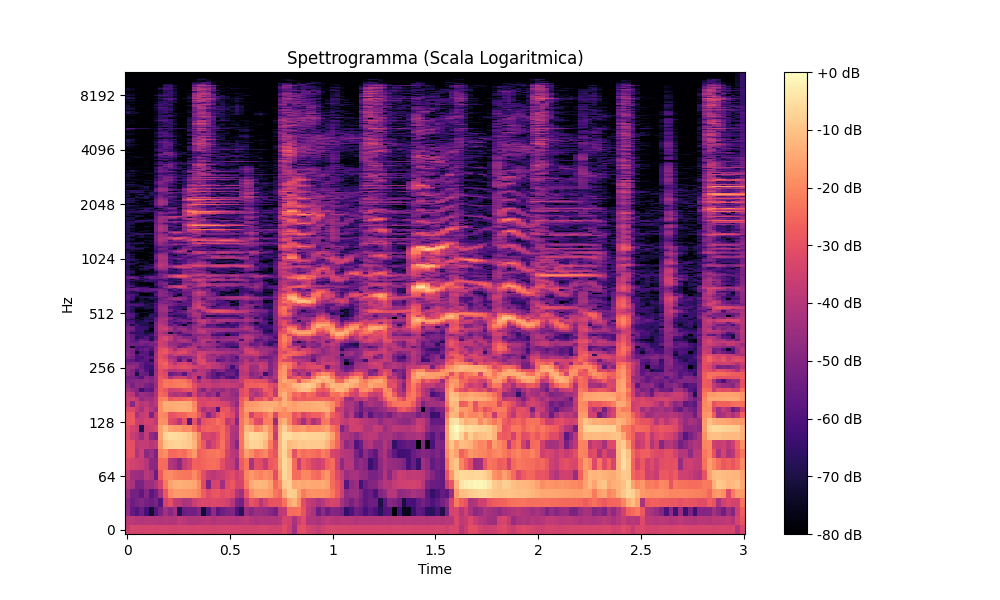 Spettrogramma (Scala Logaritmica)
Hz
8192
4096
2048
1024
512
256
128
64
0
0
0.5
1
1.5
2
2.5
3
Time
+0 dB
-10 dB
-20 dB
-30 dB
-40 dB
-50 dB
-60 dB
-70 dB
-80 dB